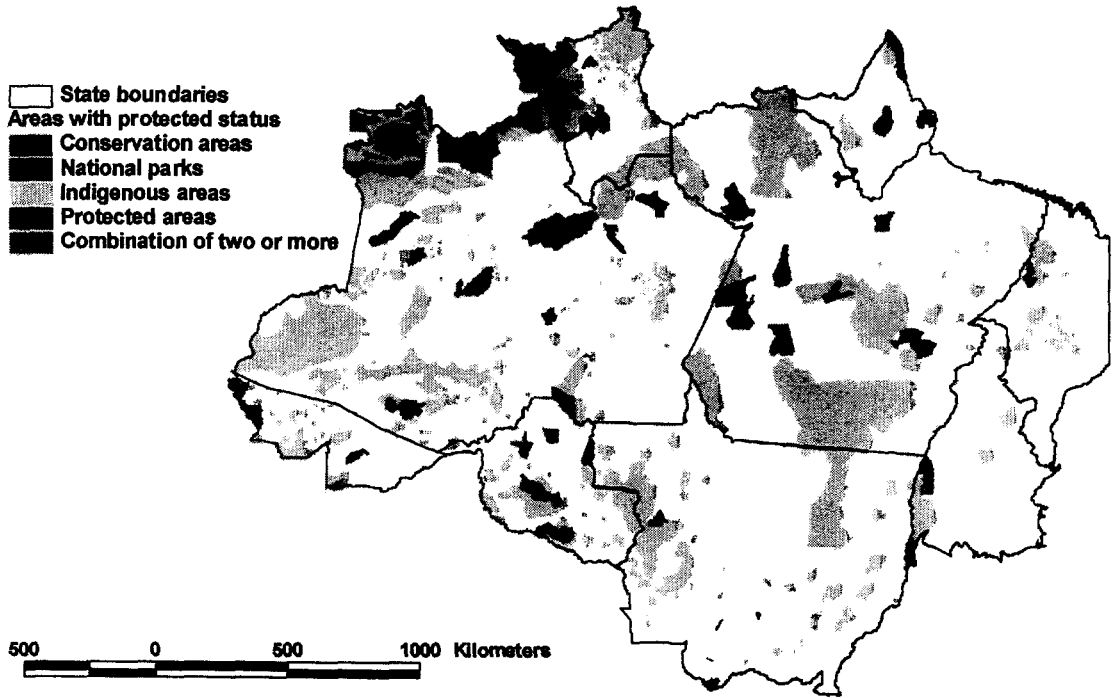 State boundaries
Areas with protected status
Conservation areas
National parks
Indigenous areas
Protected areas
Combination of two or more
500 0 500 1000 Kilometers